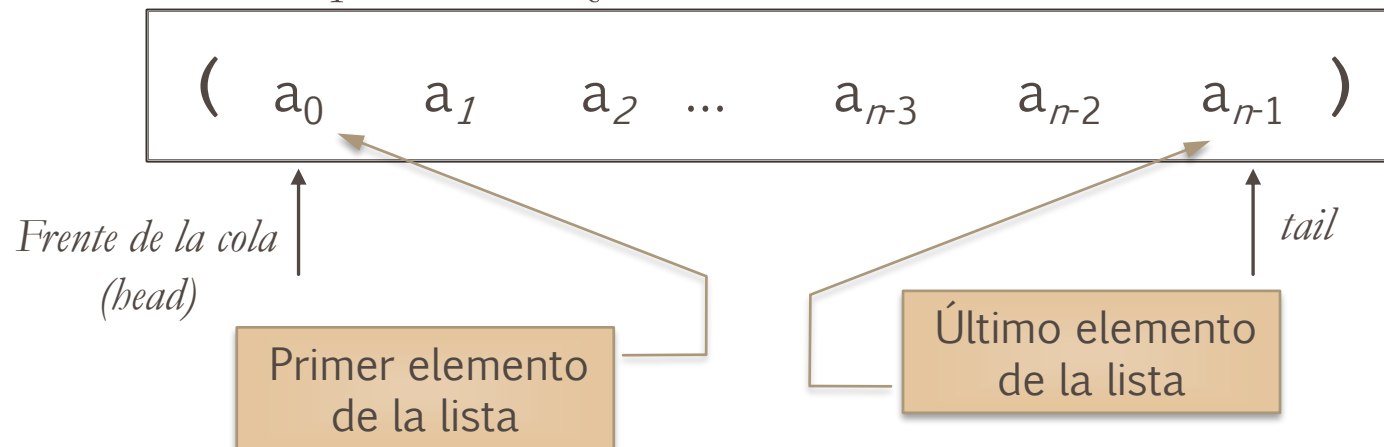 ( a₀ a₁ a₂ ... aₙ₋₃ aₙ₋₂ aₙ₋₁ )
Frente de la cola
(head)
tail
Primer elemento
de la lista
Último elemento
de la lista